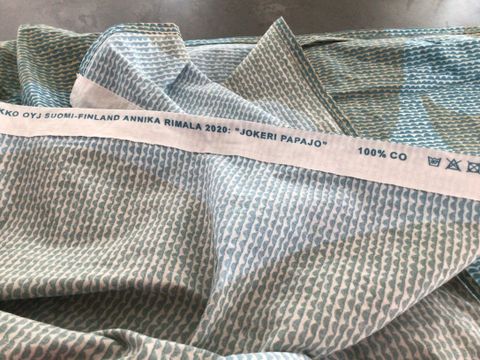 KKO OYJ SUOMI-FINLAND ANNIKA RIMALA 2020: "JOKERI PAPAJO" 100% CO